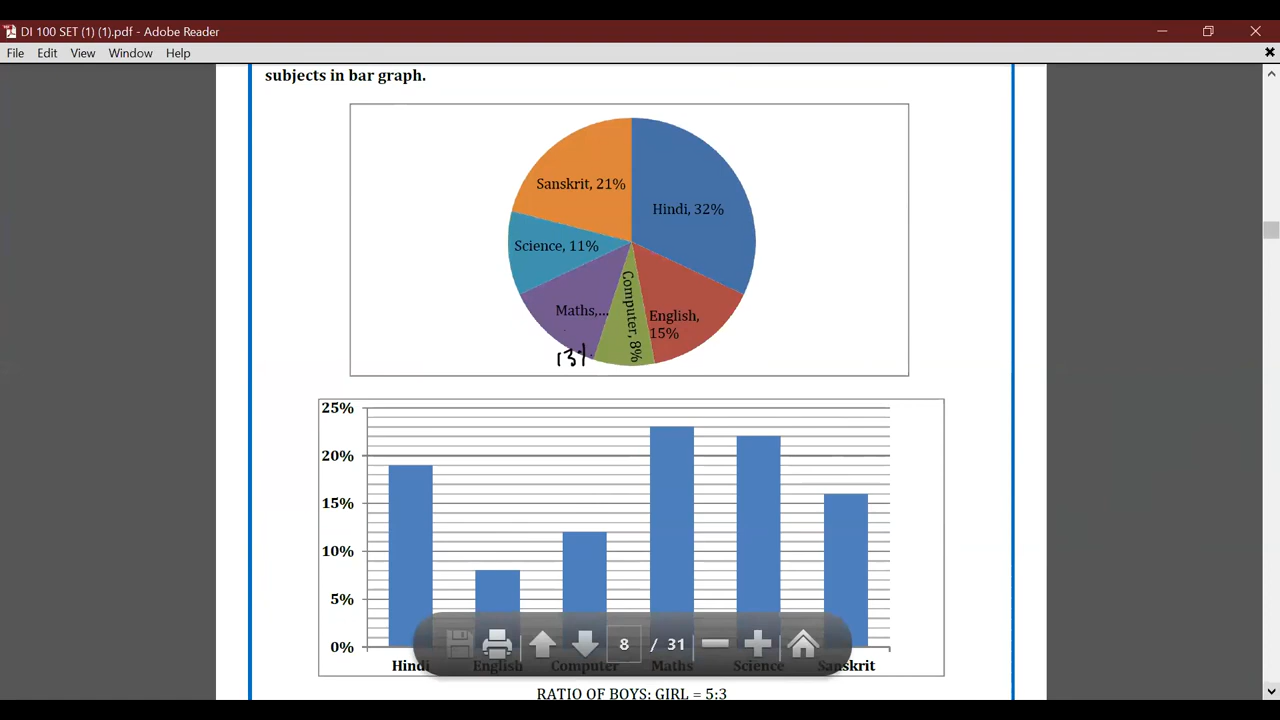 DI 100 SET (1) (1).pdf - Adobe Reader
File Edit View Window Help
subjects in bar graph.
Sanskrit, 21%
Hindi, 32%
Science, 11%
Maths,...
Computer, 8%
English,
15%
13%
25%
20%
15%
10%
5%
0%
Hindi English Computer Maths Science Sanskrit
8 / 31
RATIO OF BOYS: GIRL = 5:3